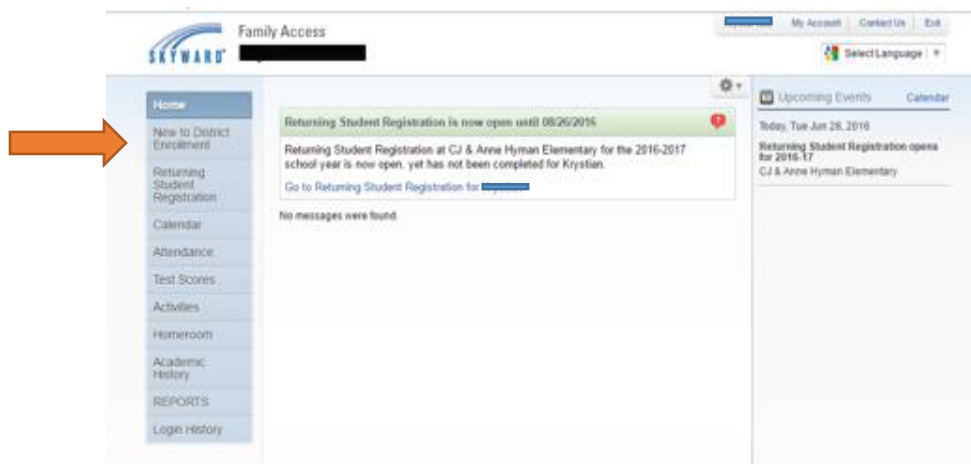 Family Access
SKYWARD
My Account Contact Us Exit
Select Language
Home
New to District
Enrollment
Returning
Student
Registration
Calendar
Attendance
Test Scores
Activities
Homeroom
Academic
History
REPORTS
Login History
Returning Student Registration is now open until 08/26/2016
Returning Student Registration at CJ & Anne Hyman Elementary for the 2016-2017
school year is now open, yet has not been completed for Krystian.
Go to Returning Student Registration for
No messages were found.
Upcoming Events Calendar
Today, Tue Jun 28, 2016
Returning Student Registration opens
for 2016-17
CJ & Anne Hyman Elementary